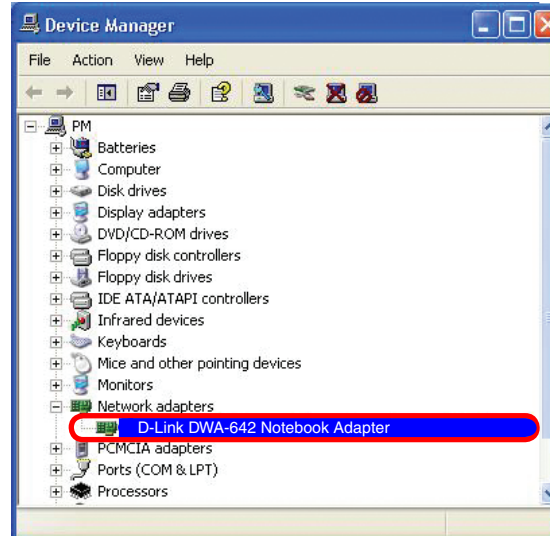 Device Manager
File Action View Help
PM
Batteries
Computer
Disk drives
Display adapters
DVD/CD-ROM drives
Floppy disk controllers
Floppy disk drives
IDE ATA/ATAPI controllers
Infrared devices
Keyboards
Mice and other pointing devices
Monitors
Network adapters
D-Link DWA-642 Notebook Adapter
PCMCIA adapters
Ports (COM & LPT)
Processors